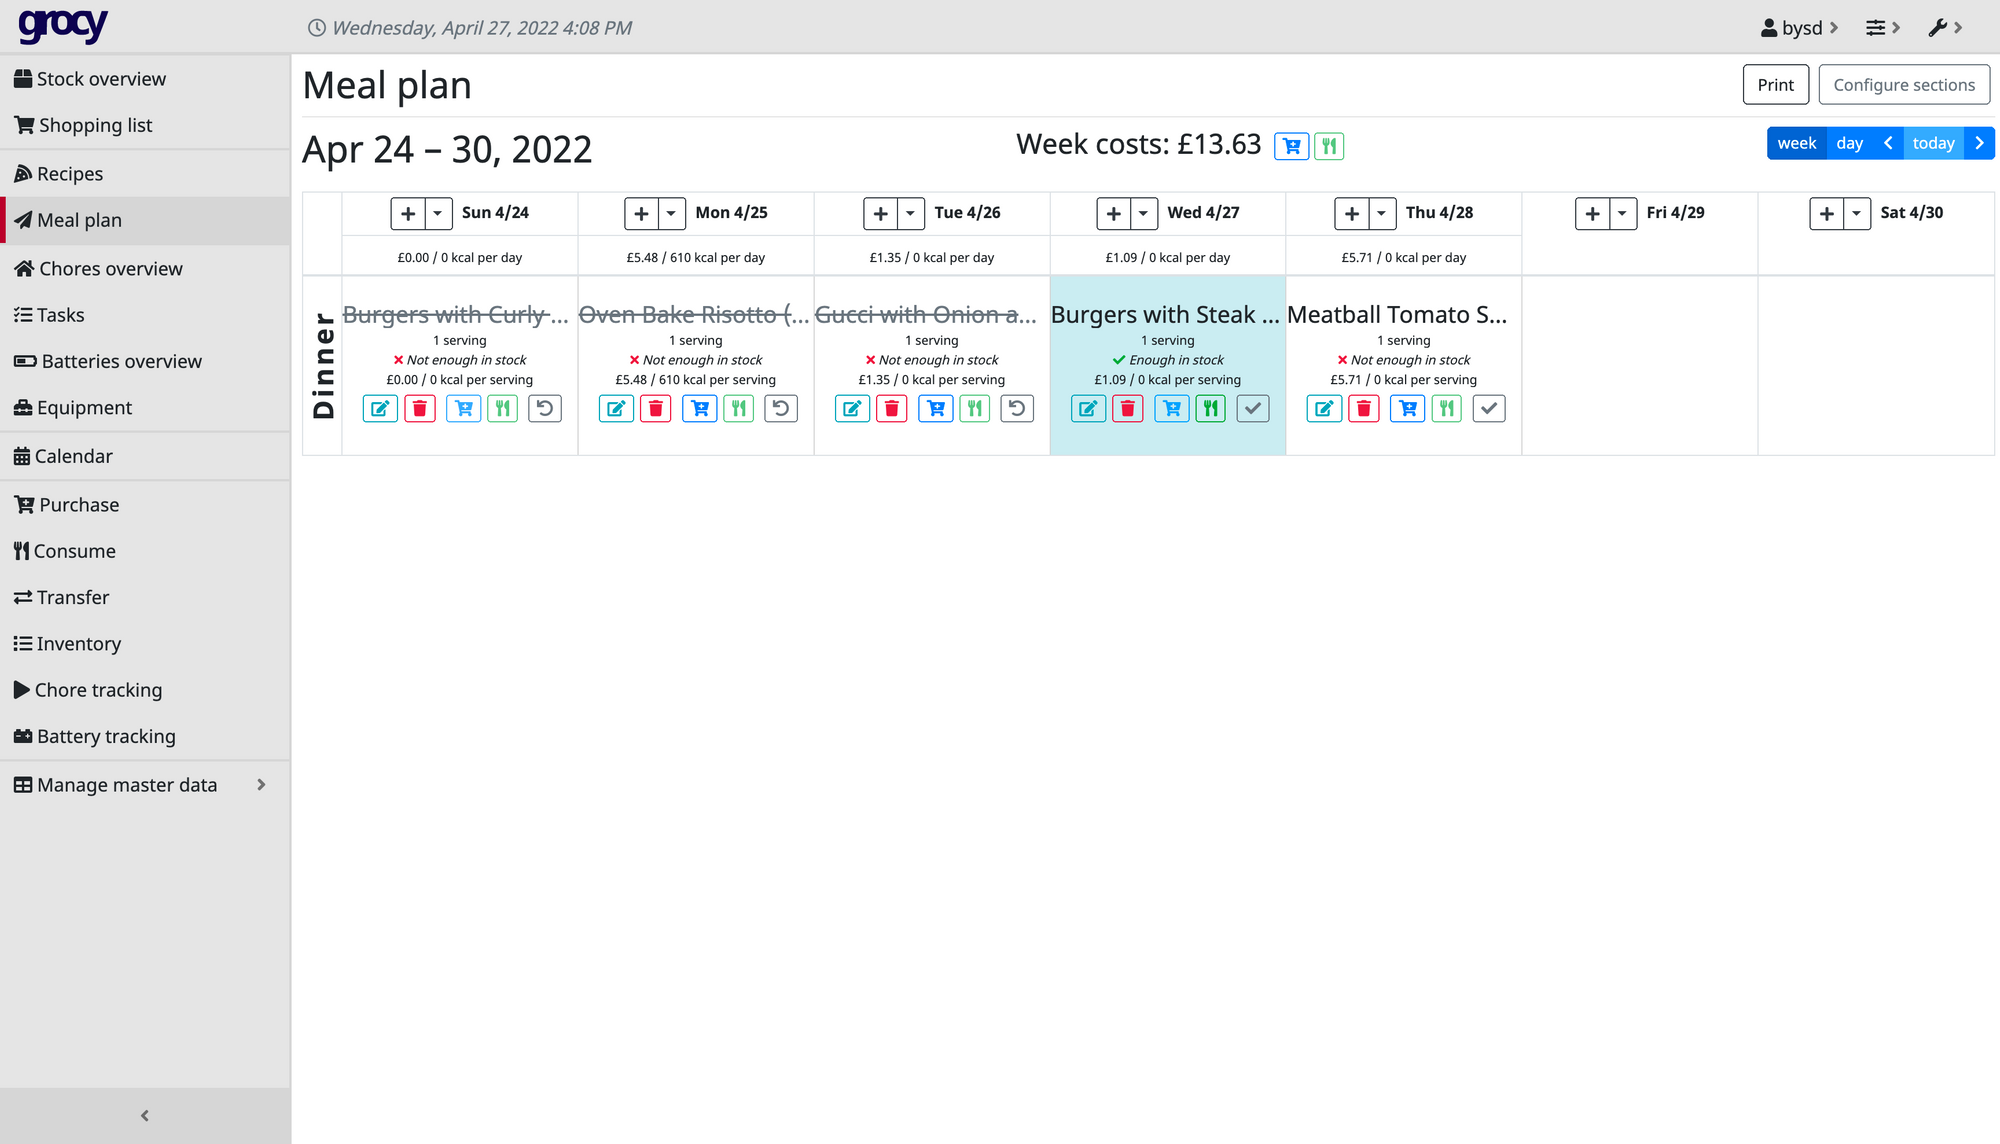 grocy
Wednesday, April 27, 2022 4:08 PM
bysd
Stock overview
Shopping list
Recipes
Meal plan
Chores overview
Tasks
Batteries overview
Equipment
Calendar
Purchase
Consume
Transfer
Inventory
Chore tracking
Battery tracking
Manage master data
Meal plan
Print
Configure sections
Apr 24 – 30, 2022
Week costs: £13.63
week day today
Sun 4/24
Mon 4/25
Tue 4/26
Wed 4/27
Thu 4/28
Fri 4/29
Sat 4/30
£0.00 / 0 kcal per day
£5.48 / 610 kcal per day
£1.35 / 0 kcal per day
£1.09 / 0 kcal per day
£5.71 / 0 kcal per day
Dinner
Burgers with Curly ...
1 serving
Not enough in stock
£0.00 / 0 kcal per serving
Oven Bake Risotto (...
1 serving
Not enough in stock
£5.48 / 610 kcal per serving
Gucci with Onion a...
1 serving
Not enough in stock
£1.35 / 0 kcal per serving
Burgers with Steak ...
1 serving
Enough in stock
£1.09 / 0 kcal per serving
Meatball Tomato S...
1 serving
Not enough in stock
£5.71 / 0 kcal per serving